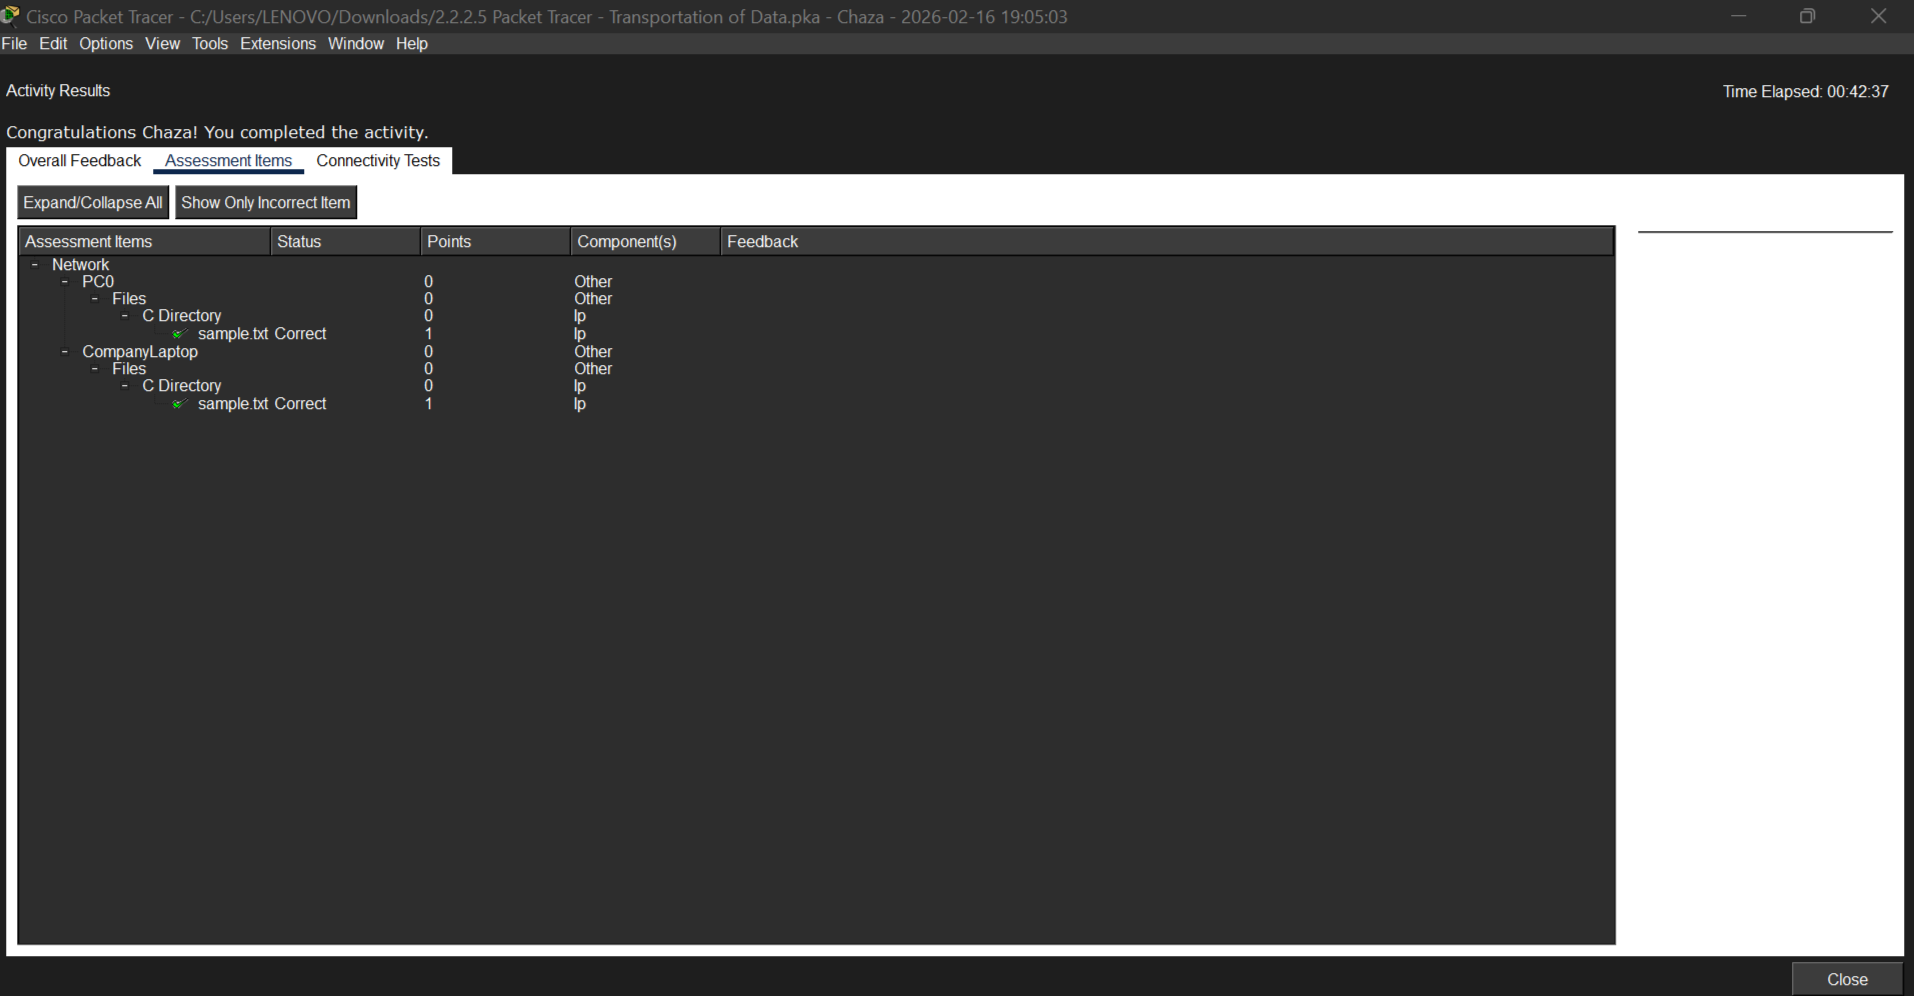 Cisco Packet Tracer - C:/Users/LENOVO/Downloads/2.2.2.5 Packet Tracer - Transportation of Data.pka - Chaza - 2026-02-16 19:05:03
File Edit Options View Tools Extensions Window Help
Activity Results
Time Elapsed: 00:42:37
Congratulations Chaza! You completed the activity.
Overall Feedback Assessment Items Connectivity Tests
Expand/Collapse All Show Only Incorrect Item
Assessment Items Status Points Component(s) Feedback
Network
PC0 0 Other
Files 0 Other
C Directory 0 Ip
sample.txt Correct 1 Ip
CompanyLaptop 0 Other
Files 0 Other
C Directory 0 Ip
sample.txt Correct 1 Ip
Close